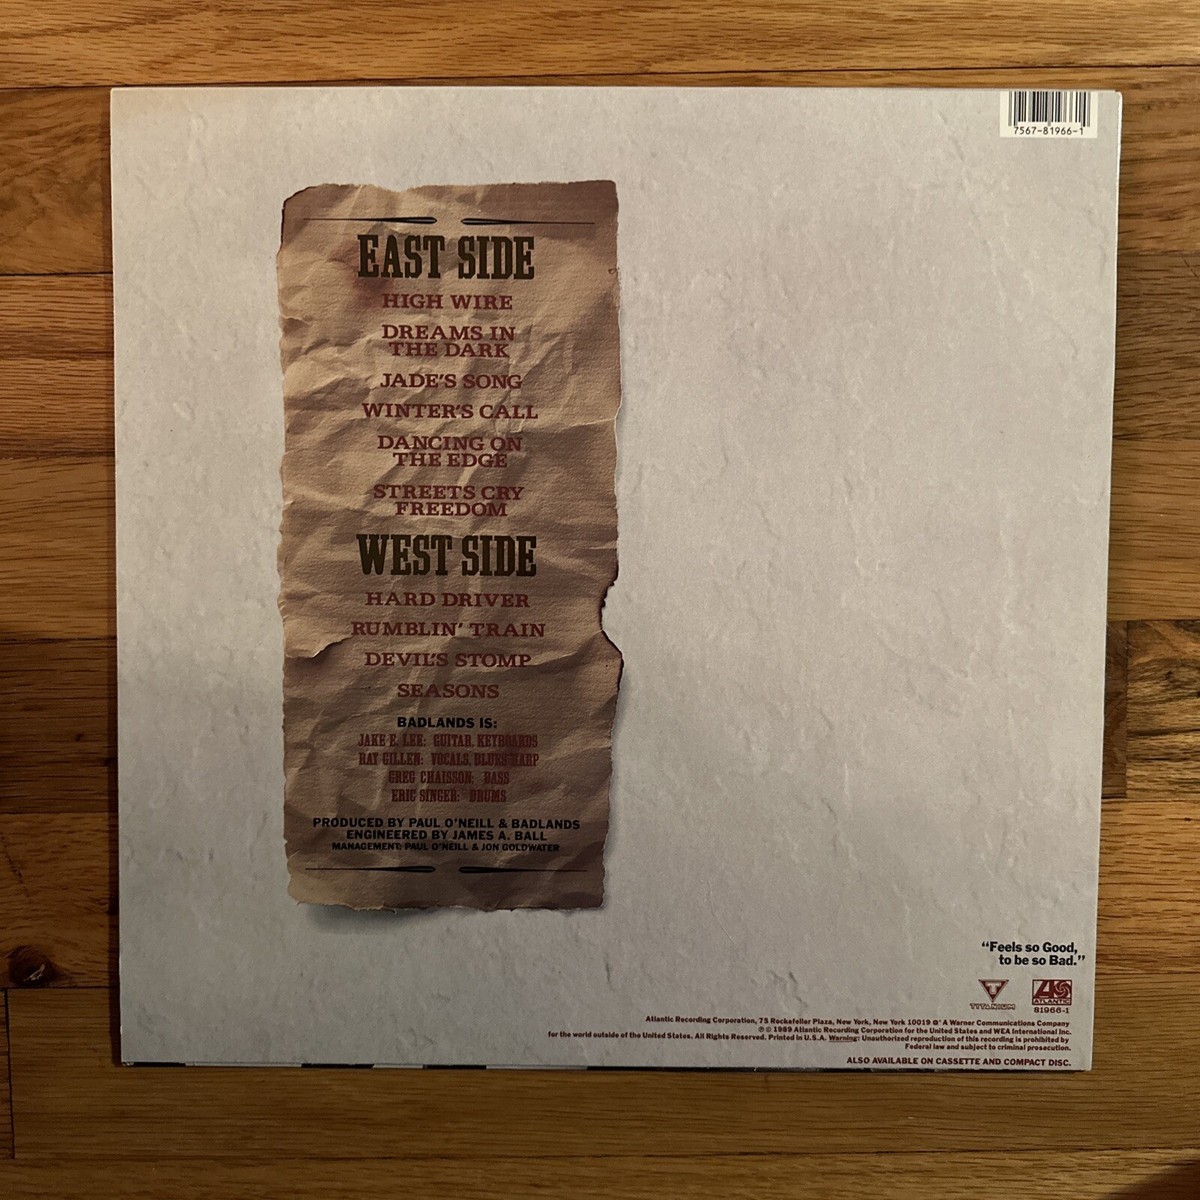 7567-81966-1
EAST SIDE
HIGH WIRE
DREAMS IN
THE DARK
JADE'S SONG
WINTER'S CALL
DANCING ON
THE EDGE
STREETS CRY
FREEDOM
WEST SIDE
HARD DRIVER
RUMBLIN' TRAIN
DEVIL'S STOMP
SEASONS
BADLANDS IS:
JAKE E. LEE: GUITAR, KEYBOARDS
RAY GILLEN: VOCALS, BLUES HARP
GREG CHAISSON: BASS
ERIC SINGER: DRUMS
PRODUCED BY PAUL O'NEILL & BADLANDS
ENGINEERED BY JAMES A. BALL
MANAGEMENT: PAUL O'NEILL & JON GOLDWATER
“Feels so Good,
to be so Bad.”
TITANIUM
ATLANTIC
81966-1
Atlantic Recording Corporation, 75 Rockefeller Plaza, New York, New York 10019 A Warner Communications Company
℗© 1989 Atlantic Recording Corporation for the United States and WEA International Inc.
for the world outside of the United States. All Rights Reserved. Printed in U.S.A. Warning: Unauthorized reproduction of this recording is prohibited by
Federal law and subject to criminal prosecution.
ALSO AVAILABLE ON CASSETTE AND COMPACT DISC.